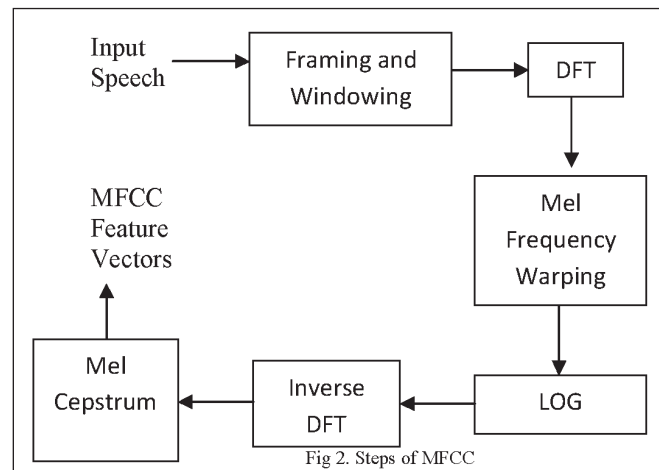 Input
Speech
Framing and
Windowing
DFT
Mel
Frequency
Warping
LOG
Inverse
DFT
Mel
Cepstrum
MFCC
Feature
Vectors
Fig 2. Steps of MFCC